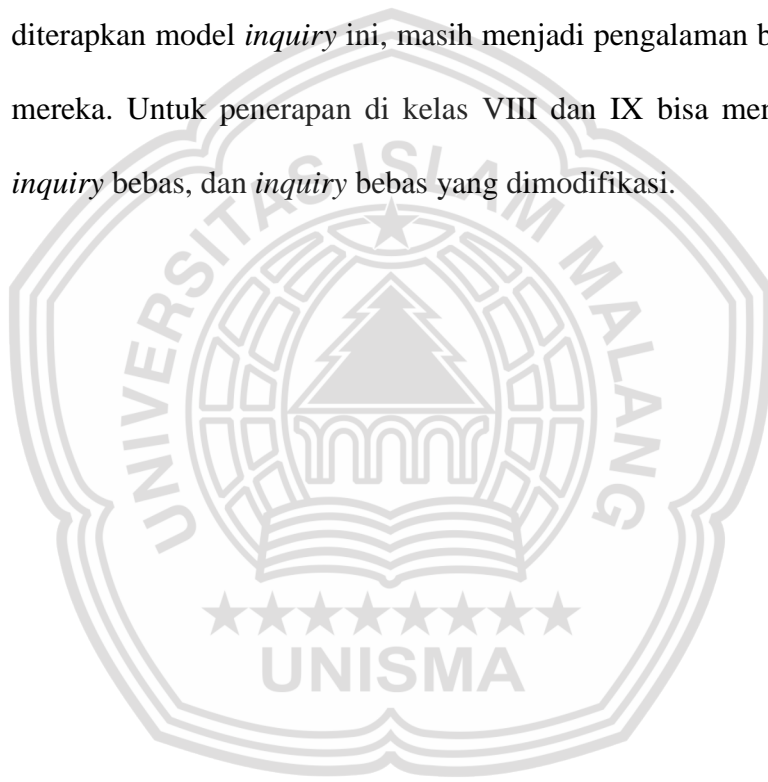 diterapkan model inquiry ini, masih menjadi pengalaman
mereka. Untuk penerapan di kelas VIII dan IX bisa
inquiry bebas, dan inquiry bebas yang dimodifikasi.
UNIVERSITAS ISLAM MALANG
UNISMA